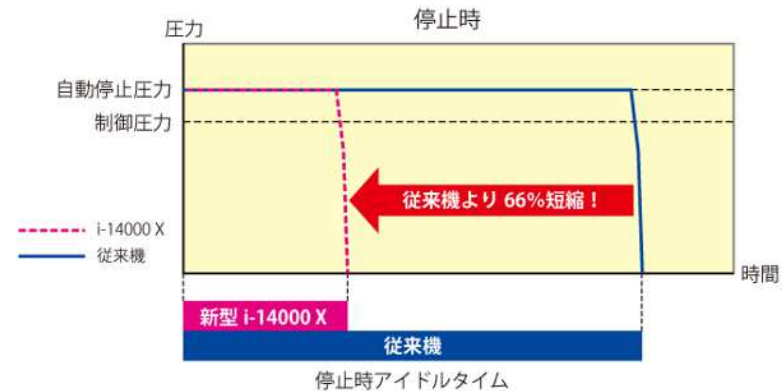 停止時
圧力
自動停止圧力
制御圧力
従来機より 66%短縮！
i-14000 X
従来機
時間
新型 i-14000 X
従来機
停止時アイドルタイム